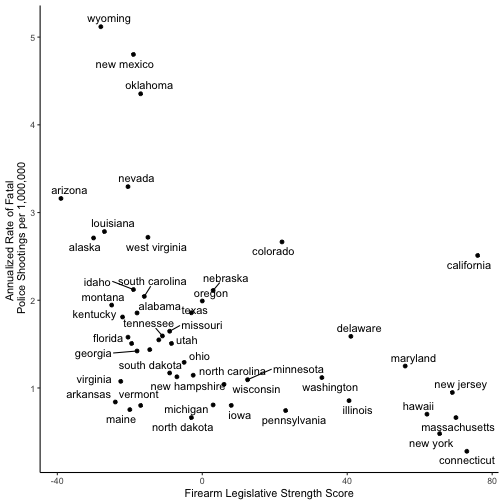 wyoming
5
new mexico
oklahoma
4
nevada
arizona
3
louisiana
alaska
west virginia
colorado
california
nebraska
idaho
south carolina
oregon
2
montana
alabama
texas
kentucky
tennessee
missouri
delaware
florida
utah
georgia
ohio
maryland
south dakota
north carolina
minnesota
virginia
new hampshire
wisconsin
washington
1
new jersey
arkansas
vermont
michigan
iowa
illinois
hawaii
maine
north dakota
pennsylvania
massachusetts
new york
connecticut
Annualized Rate of Fatal
Police Shootings per 1,000,000
-40
0
40
80
Firearm Legislative Strength Score